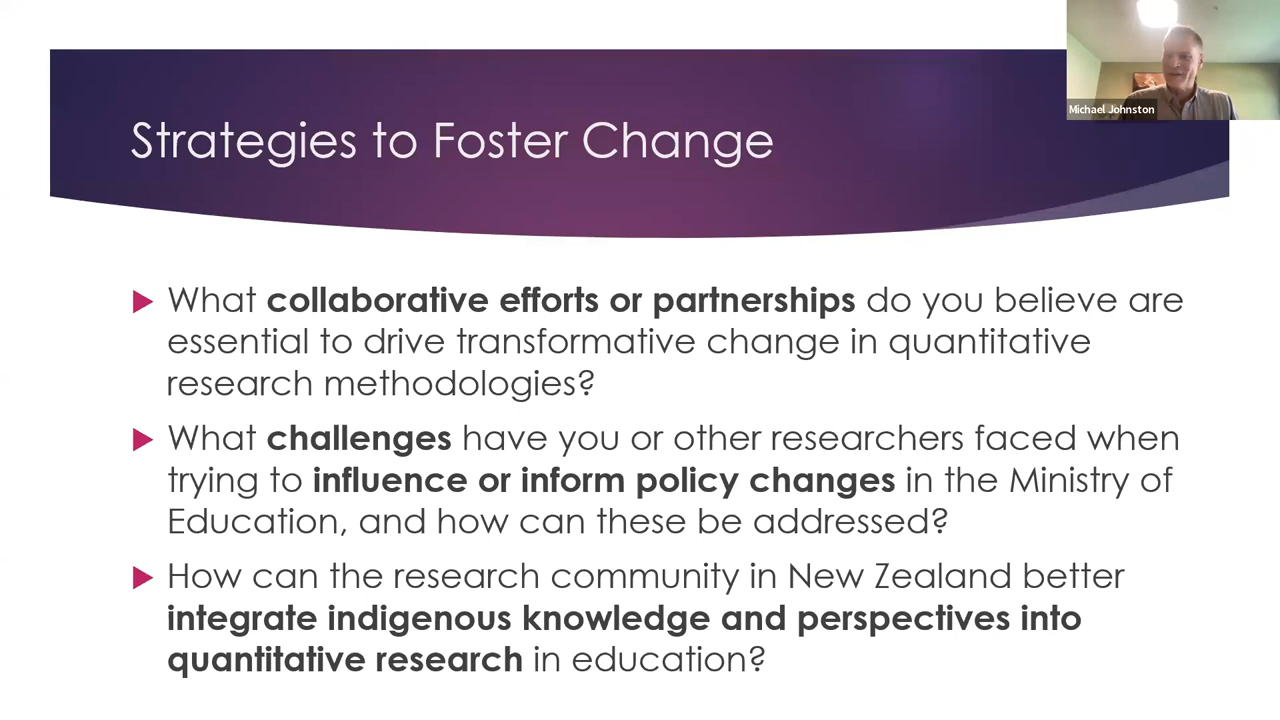 Michael Johnston
Strategies to Foster Change
What collaborative efforts or partnerships do you believe are
essential to drive transformative change in quantitative
research methodologies?
What challenges have you or other researchers faced when
trying to influence or inform policy changes in the Ministry of
Education, and how can these be addressed?
How can the research community in New Zealand better
integrate indigenous knowledge and perspectives into
quantitative research in education?